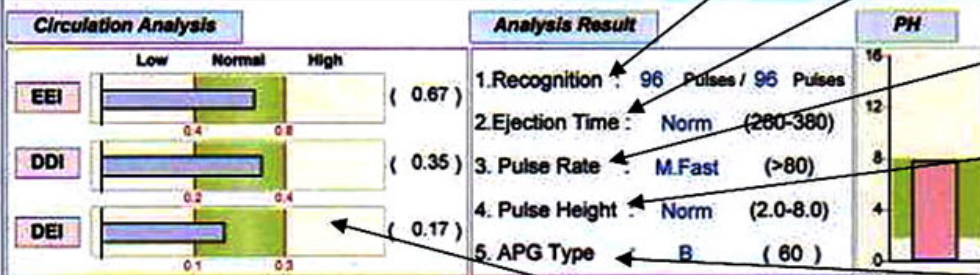 Circulation Analysis
Low Normal High
EEI ( 0.67 )
0.4 0.8
DDI ( 0.35 )
0.2 0.4
DEI ( 0.17 )
0.1 0.3
Analysis Result
1.Recognition : 96 Pulses / 96 Pulses
2.Ejection Time : Norm (260-380)
3. Pulse Rate : M.Fast (>80)
4. Pulse Height : Norm (2.0-8.0)
5. APG Type : B ( 60 )
PH
16
12
8
4
0